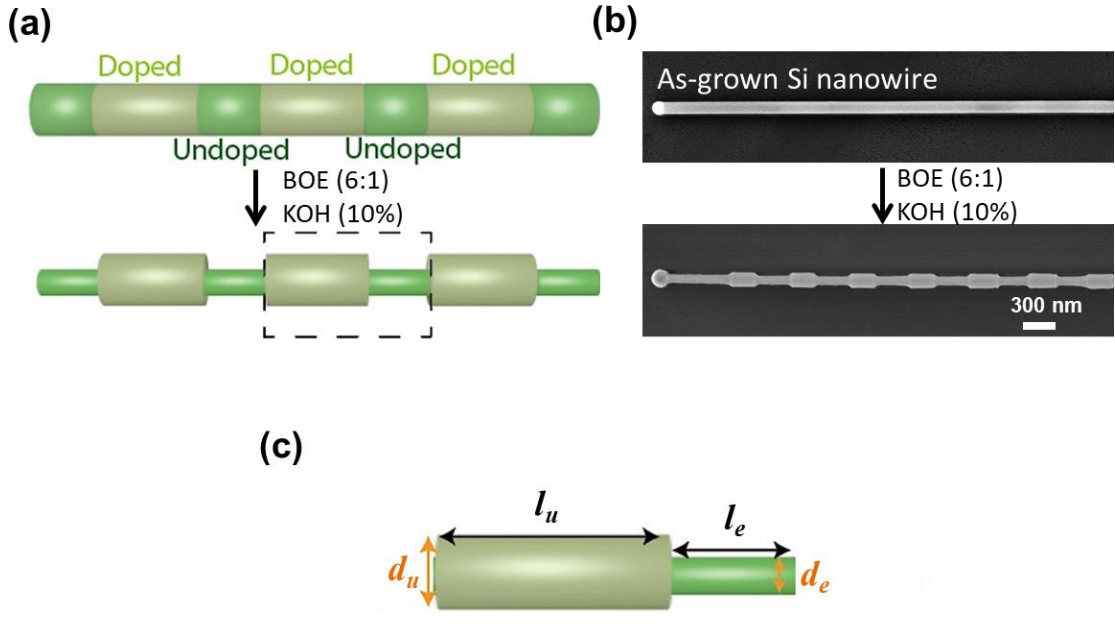 (a)
Doped Doped Doped
Undoped Undoped
BOE (6:1)
KOH (10%)
(b)
As-grown Si nanowire
BOE (6:1)
KOH (10%)
300 nm
(c)
l_u l_e
d_u d_e